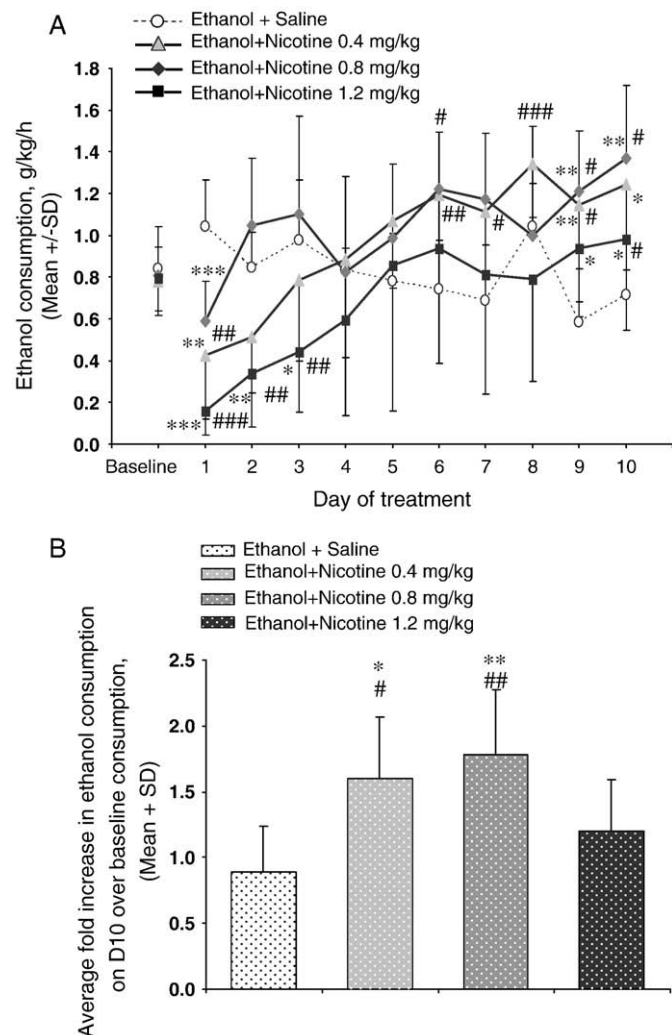 A
Ethanol + Saline
Ethanol+Nicotine 0.4 mg/kg
Ethanol+Nicotine 0.8 mg/kg
Ethanol+Nicotine 1.2 mg/kg
Ethanol consumption, g/kg/h
(Mean +/-SD)
1.8
1.6
1.4
1.2
1.0
0.8
0.6
0.4
0.2
0.0
***
##
**
***
###
**
##
*
##
#
##
#
###
**
#
**
#
*
**
#
*
*
#
Baseline 1 2 3 4 5 6 7 8 9 10
Day of treatment
B
Ethanol + Saline
Ethanol+Nicotine 0.4 mg/kg
Ethanol+Nicotine 0.8 mg/kg
Ethanol+Nicotine 1.2 mg/kg
Average fold increase in ethanol consumption
on D10 over baseline consumption,
(Mean + SD)
2.5
2.0
1.5
1.0
0.5
0.0
*
#
**
##